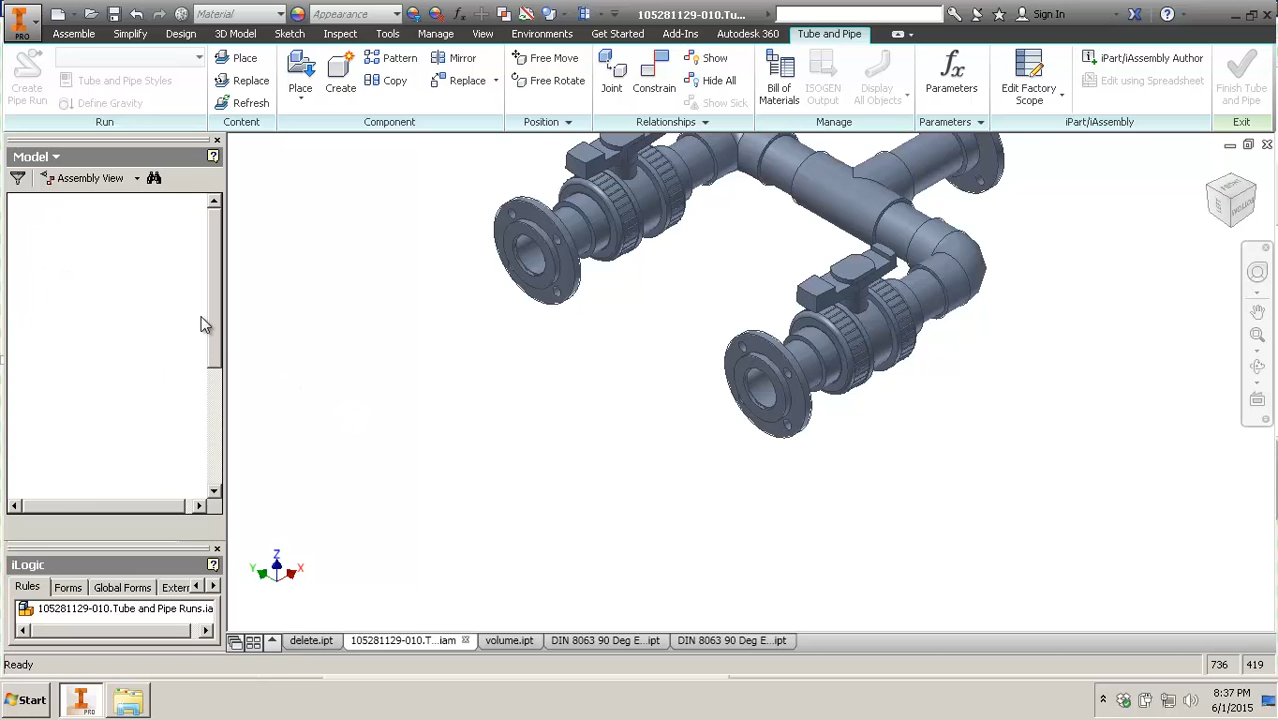 Material Appearance 105281129-010.Tu... Sign In
PRO Assemble Simplify Design 3D Model Sketch Inspect Tools Manage View Environments Get Started Add-Ins Autodesk 360 Tube and Pipe
Create Pipe Run
Tube and Pipe Styles
Define Gravity
Place
Replace
Refresh
Place
Create
Pattern
Copy
Mirror
Replace
Free Move
Free Rotate
Joint
Constrain
Show
Hide All
Show Sick
Bill of Materials
ISOGEN Output
Display All Objects
Parameters
Edit Factory Scope
iPart/iAssembly Author
Edit using Spreadsheet
Finish Tube and Pipe
Run Content Component Position Relationships Manage Parameters iPart/iAssembly Exit
Model
Assembly View
Z
Y X
iLogic
Rules Forms Global Forms Exter
105281129-010.Tube and Pipe Runs.ia
delete.ipt 105281129-010.T...iam volume.ipt DIN 8063 90 Deg E...ipt DIN 8063 90 Deg E...ipt
Ready 736 419
Start PRO 8:37 PM
6/1/2015